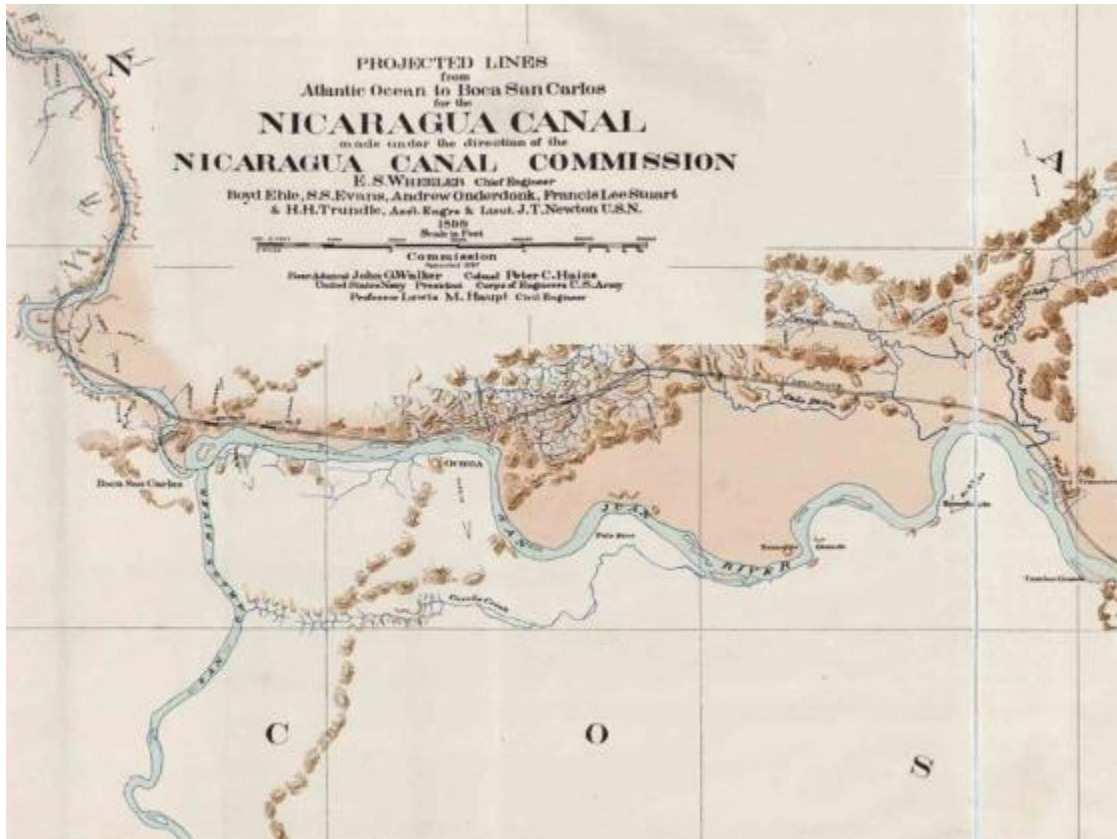 N
PROJECTED LINES
from
Atlantic Ocean to Boca San Carlos
for the
NICARAGUA CANAL
made under the direction of the
NICARAGUA CANAL COMMISSION
E.S. WHEELER Chief Engineer
Boyd Ehle, S.S. Evans, Andrew Onderdonk, Francis Lee Stuart
& H.H. Trundle, Asst. Engrs & Lieut. J.T. Newton U.S.N.
1899
Scale in Feet
Commission
Rear Admiral John G. Walker Colonel Peter C. Hains
United States Navy President Corps of Engineers U.S. Army
Professor Lewis M. Haupt Civil Engineer
A
Boca San Carlos
OCHOA
SAN JUAN RIVER
SAN CARLOS RIVER
C
O
S